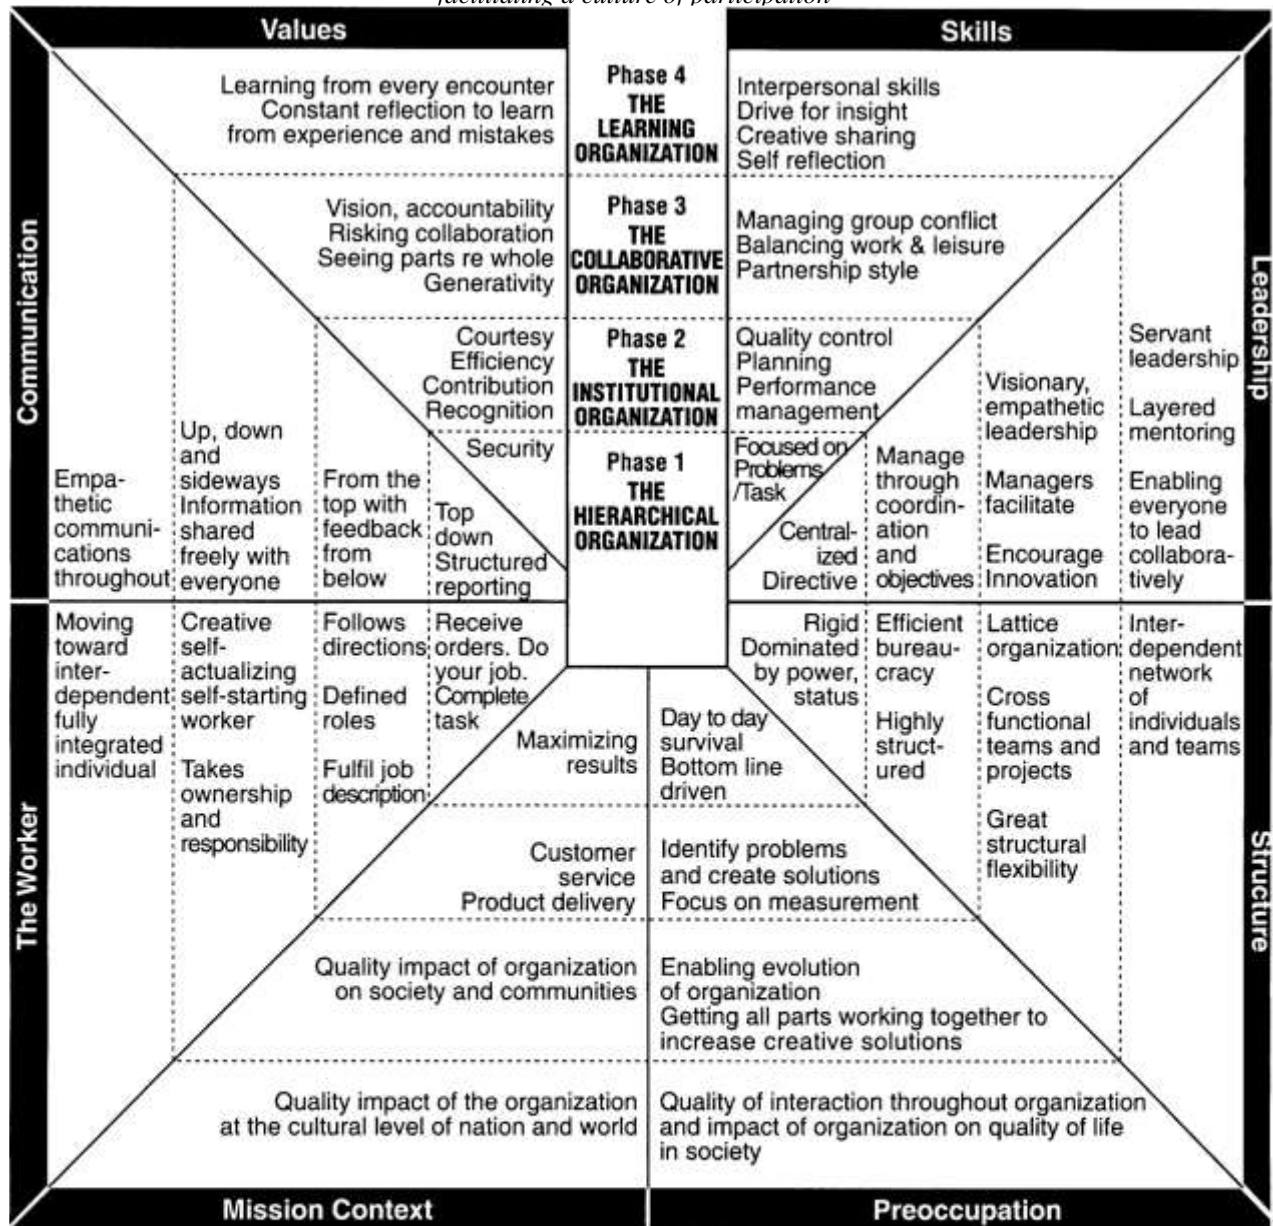 facilitating a culture of participation
Values
Skills
Learning from every encounter
Constant reflection to learn
from experience and mistakes
Phase 4
THE
LEARNING
ORGANIZATION
Interpersonal skills
Drive for insight
Creative sharing
Self reflection
Vision, accountability
Risking collaboration
Seeing parts re whole
Generativity
Phase 3
THE
COLLABORATIVE
ORGANIZATION
Managing group conflict
Balancing work & leisure
Partnership style
Courtesy
Efficiency
Contribution
Recognition
Phase 2
THE
INSTITUTIONAL
ORGANIZATION
Quality control
Planning
Performance
management
Security
Phase 1
THE
HIERARCHICAL
ORGANIZATION
Focused on
Problems
/Task
Communication
Empa-
thetic
communi-
cations
throughout
Up, down
and
sideways
Information
shared
freely with
everyone
From the
top with
feedback
from
below
Top
down
Structured
reporting
Central-
ized
Directive
Manage
through
coordin-
ation
and
objectives
Visionary,
empathetic
leadership
Managers
facilitate
Encourage
Innovation
Servant
leadership
Layered
mentoring
Enabling
everyone
to lead
collabora-
tively
Leadership
The Worker
Moving
toward
inter-
dependent
fully
integrated
individual
Creative
self-
actualizing
self-starting
worker
Takes
ownership
and
responsibility
Follows
directions
Defined
roles
Fulfil job
description
Receive
orders. Do
your job.
Complete
task
Rigid
Dominated
by power,
status
Efficient
bureau-
cracy
Highly
struct-
ured
Lattice
organization
Cross
functional
teams and
projects
Great
structural
flexibility
Inter-
dependent
network
of
individuals
and teams
Structure
Maximizing
results
Day to day
survival
Bottom line
driven
Customer
service
Product delivery
Identify problems
and create solutions
Focus on measurement
Quality impact of organization
on society and communities
Enabling evolution
of organization
Getting all parts working together to
increase creative solutions
Quality impact of the organization
at the cultural level of nation and world
Quality of interaction throughout organization
and impact of organization on quality of life
in society
Mission Context
Preoccupation